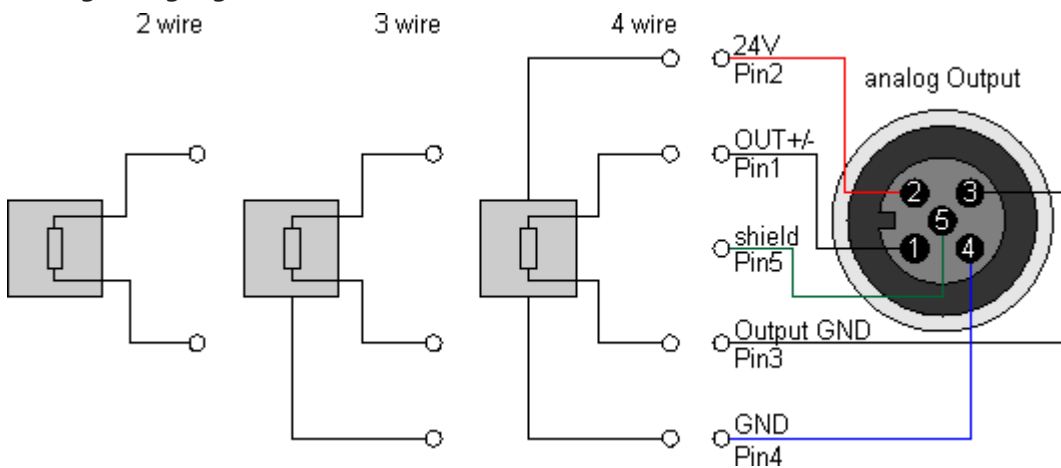 2 wire
3 wire
4 wire
24V
Pin2
analog Output
OUT+/-
Pin1
2
3
5
shield
Pin5
1
4
Output GND
Pin3
GND
Pin4